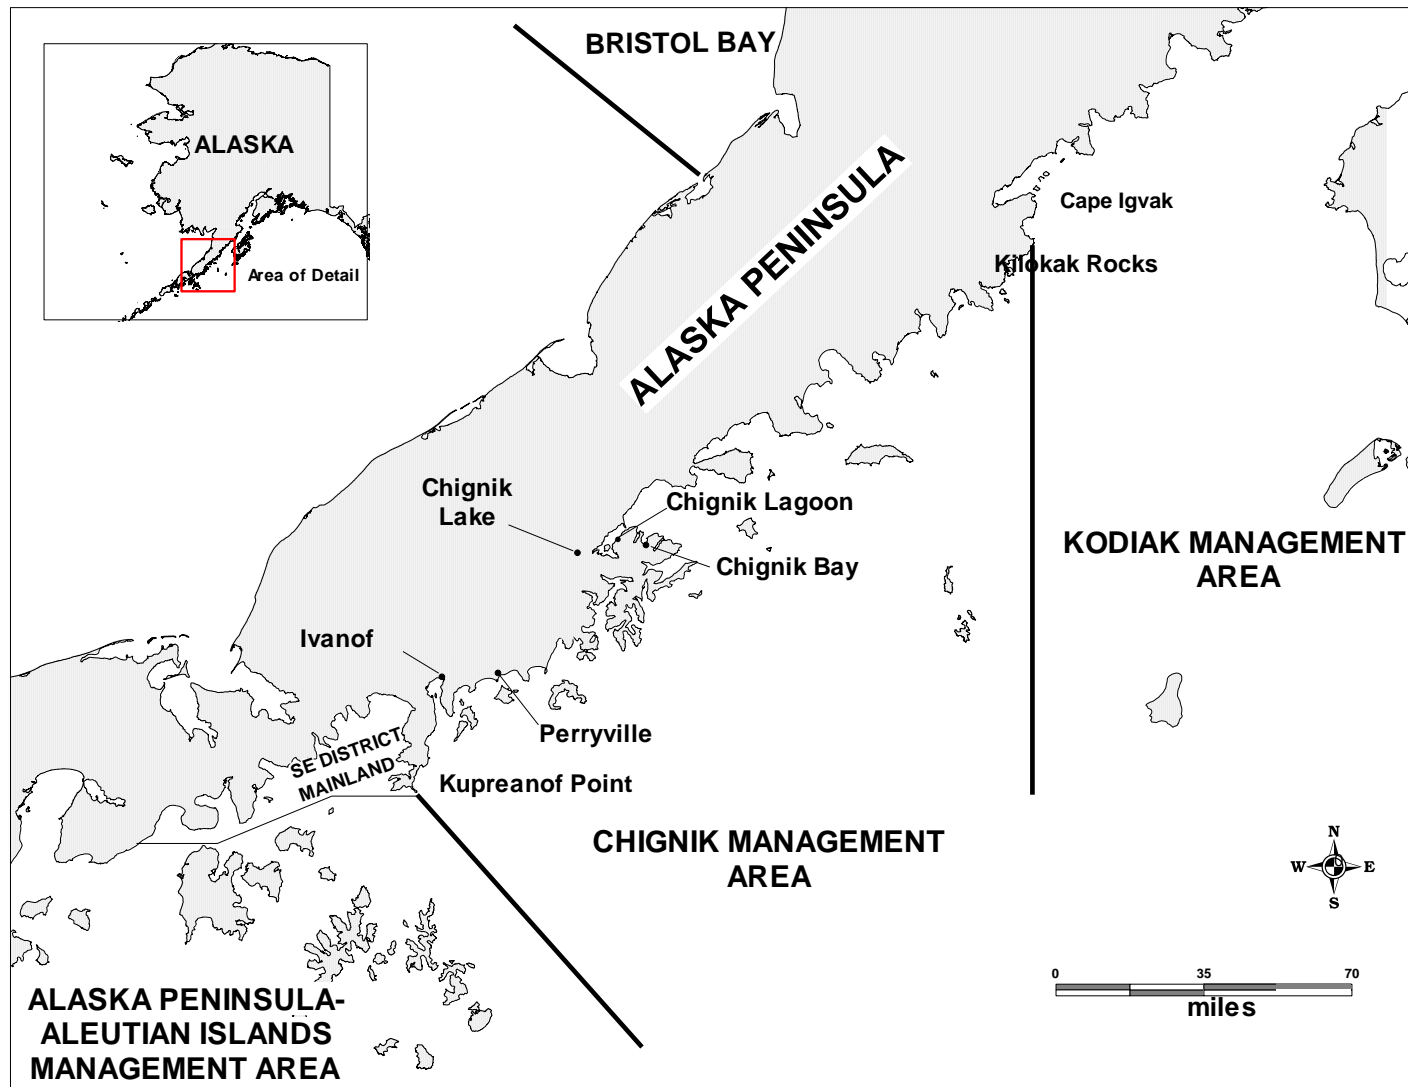 BRISTOL BAY
ALASKA
Area of Detail
ALASKA PENINSULA
Cape Igvak
Kilokak Rocks
Chignik
Lake
Chignik Lagoon
Chignik Bay
KODIAK MANAGEMENT
AREA
Ivanof
Perryville
SE DISTRICT
MAINLAND
Kupreanof Point
CHIGNIK MANAGEMENT
AREA
N
W E
S
0 35 70
miles
ALASKA PENINSULA-
ALEUTIAN ISLANDS
MANAGEMENT AREA